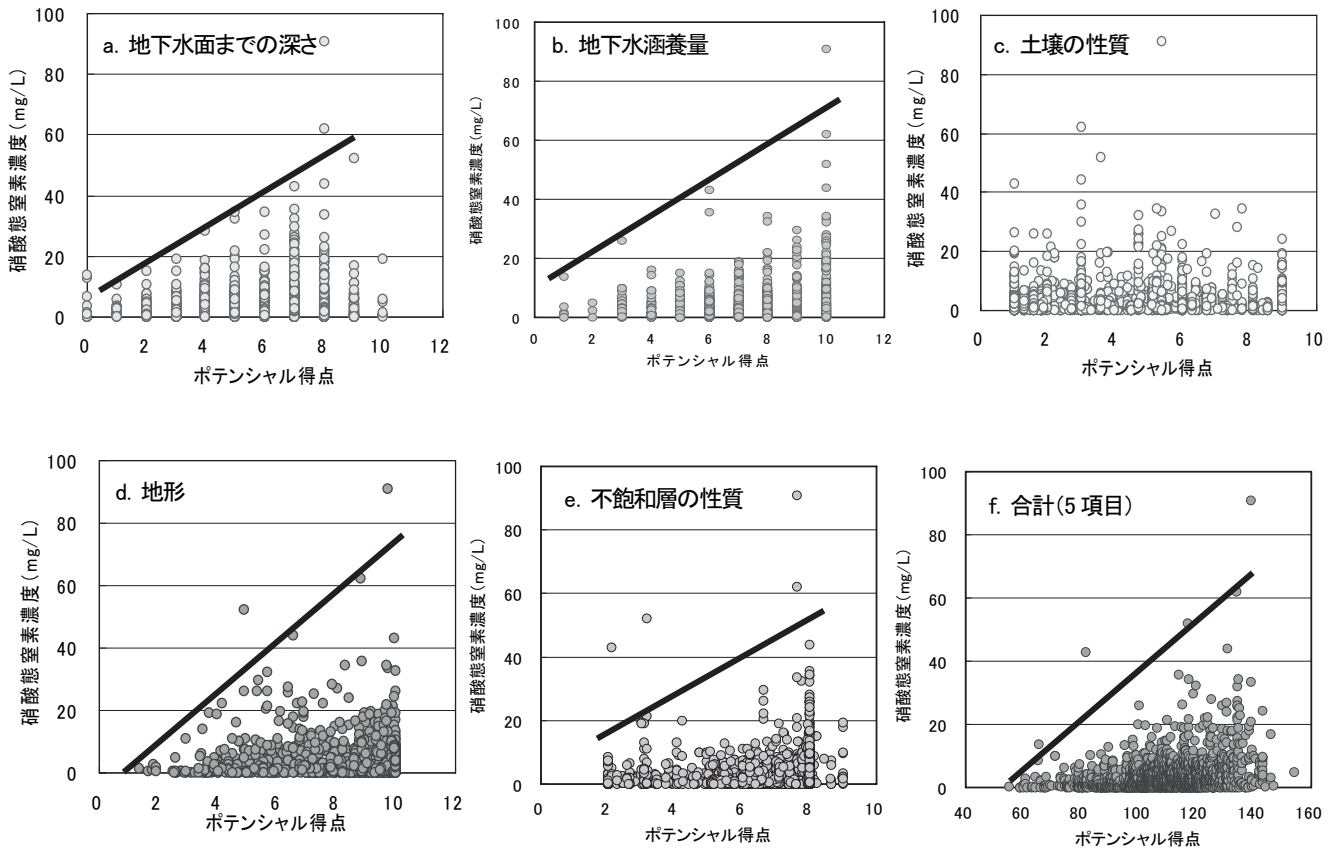 a. 地下水面までの深さ
硝酸態窒素濃度(mg/L)
100
80
60
40
20
0
0 2 4 6 8 10 12
ポテンシャル得点
b. 地下水涵養量
硝酸態窒素濃度(mg/L)
100
80
60
40
20
0
0 2 4 6 8 10 12
ポテンシャル得点
c. 土壌の性質
硝酸態窒素濃度(mg/L)
100
80
60
40
20
0
0 2 4 6 8 10
ポテンシャル得点
d. 地形
硝酸態窒素濃度(mg/L)
100
80
60
40
20
0
0 2 4 6 8 10 12
ポテンシャル得点
e. 不飽和層の性質
硝酸態窒素濃度(mg/L)
100
80
60
40
20
0
0 2 4 6 8 10
ポテンシャル得点
f. 合計(5項目)
硝酸態窒素濃度(mg/L)
100
80
60
40
20
0
40 60 80 100 120 140 160
ポテンシャル得点